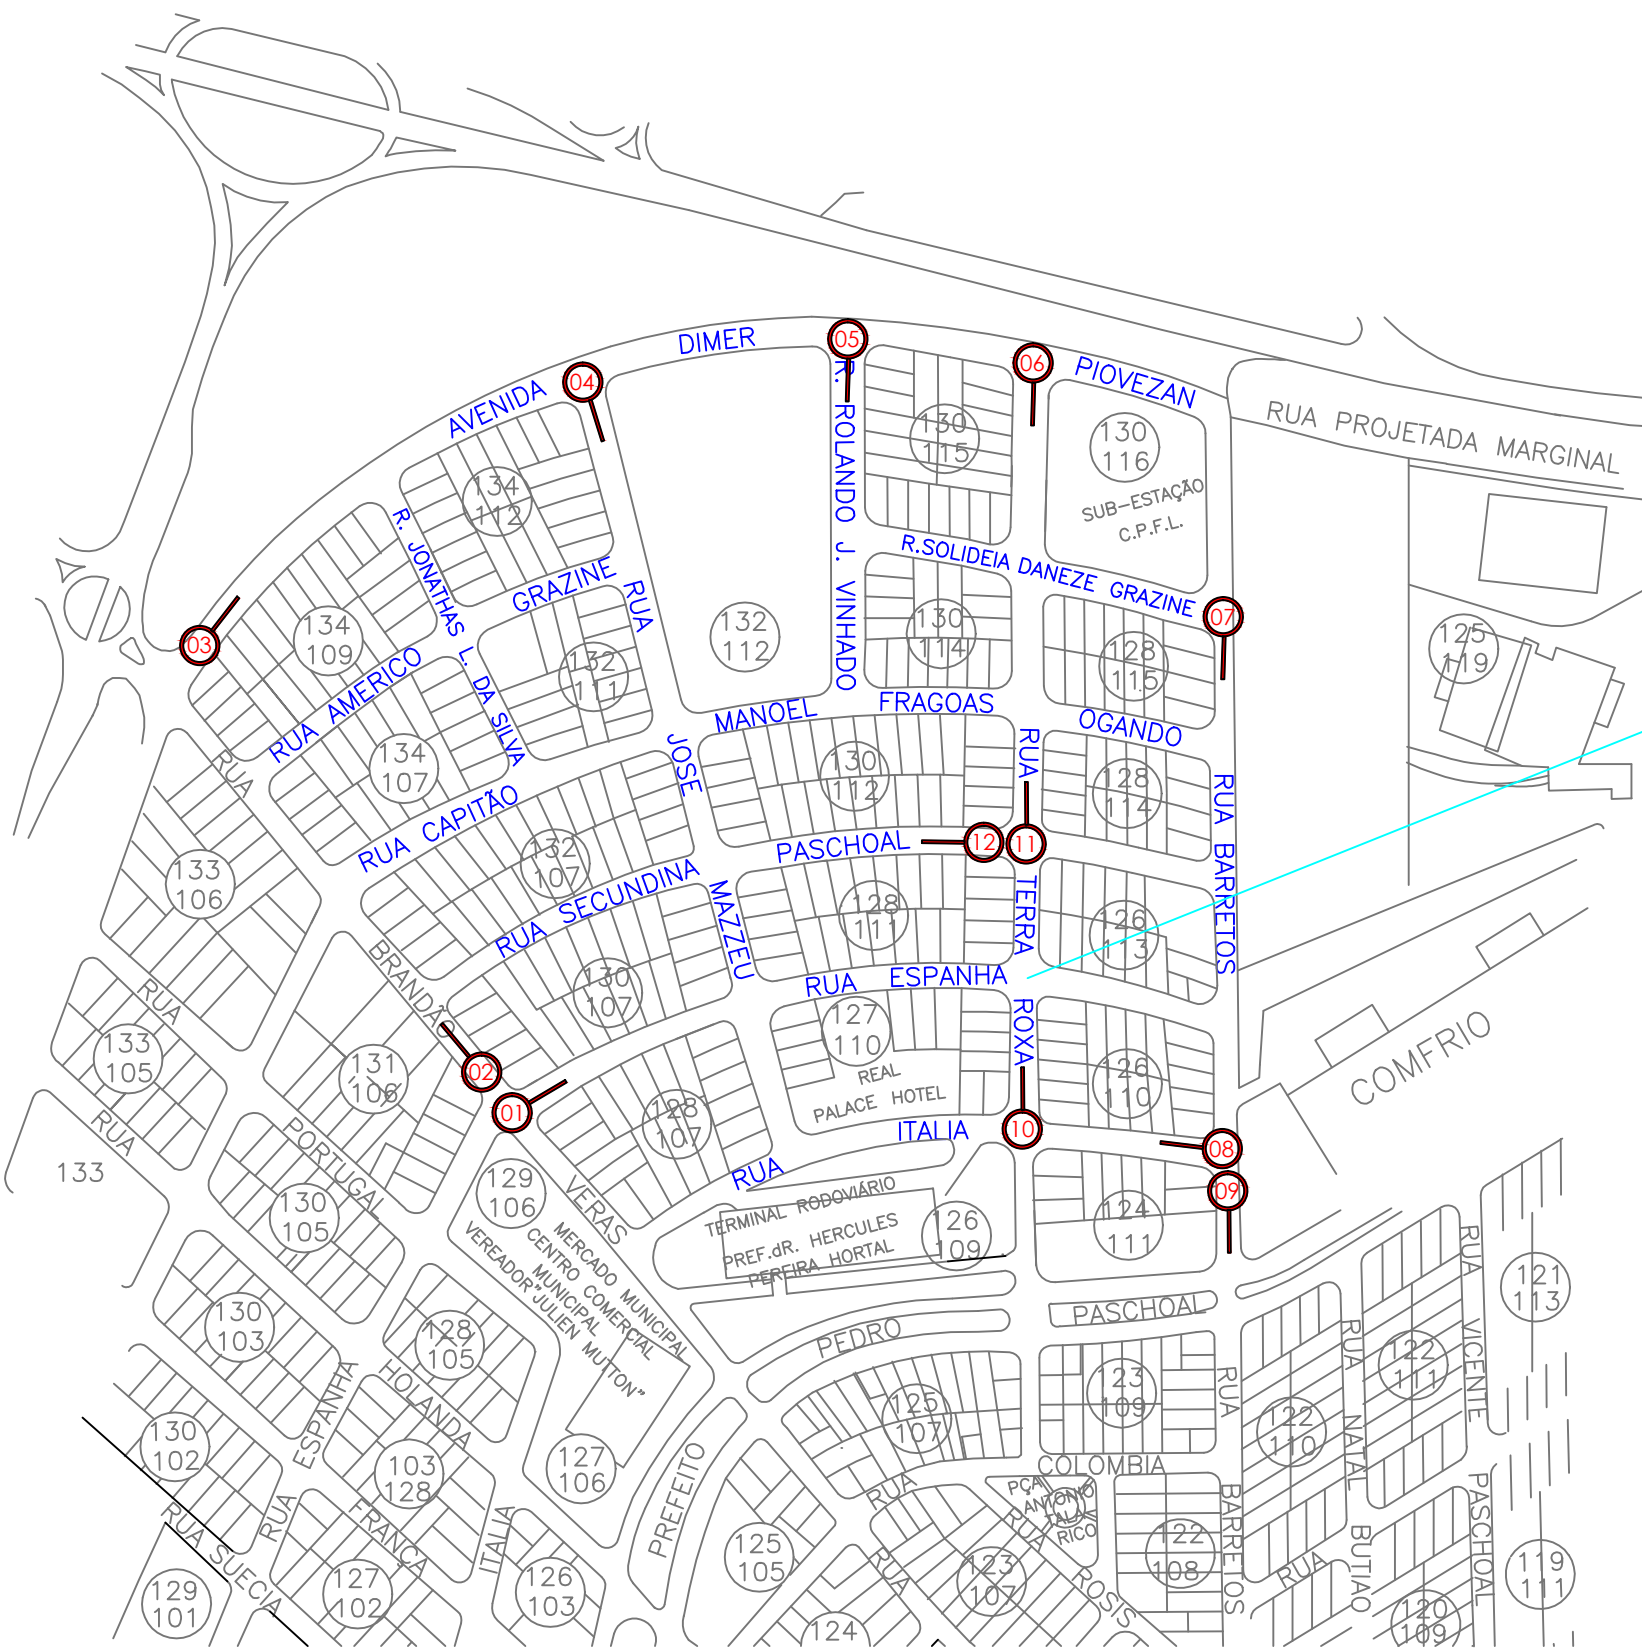 DIMER
05
06
04
AVENIDA
PIOVEZAN
R. ROLANDO J. VINHADO
RUA PROJETADA MARGINAL
130
115
130
116
SUB-ESTAÇÃO
C.P.F.L.
134
112
R. JONATHAS L. DA SILVA
R.SOLIDEIA DANEZE GRAZINE
GRAZINE
RUA
03
134
109
132
112
130
114
07
125
119
128
115
132
111
RUA AMERICO
MANOEL
FRAGOAS
OGANDO
RUA
JOSE
RUA
134
107
130
112
128
114
RUA BARRETOS
RUA CAPITÃO
PASCHOAL
12
11
132
107
133
106
RUA SECUNDINA
MAZZEU
128
111
TERRA
126
113
BRANDÃO
RUA
130
107
RUA ESPANHA
ROXA
127
110
REAL
PALACE HOTEL
COMFRIO
133
105
131
106
02
01
126
110
128
107
RUA
PORTUGAL
ITALIA
10
08
133
RUA
09
129
106
VERAS
TERMINAL RODOVIÁRIO
PREF.dR. HERCULES
PEREIRA HORTAL
126
109
124
111
130
105
MERCADO MUNICIPAL
CENTRO COMERCIAL
MUNICIPAL
VEREADOR"JULIEN MUTTON"
RUA VICENTE
121
113
130
103
128
105
PEDRO
PASCHOAL
RUA NATAL
122
111
ESPANHA
HOLANDA
123
109
RUA
125
107
122
110
130
102
103
128
127
106
PREFEITO
COLOMBIA
RUA
PÇA
ANTONIO
TALA
RICO
RUA
BARRETOS
PASCHOAL
RUA SUECIA
RUA
FRANÇA
ITALIA
125
105
122
108
BUTIAO
119
111
RUA
123
107
ROSIS
RUA
129
101
127
102
126
103
124
120
109